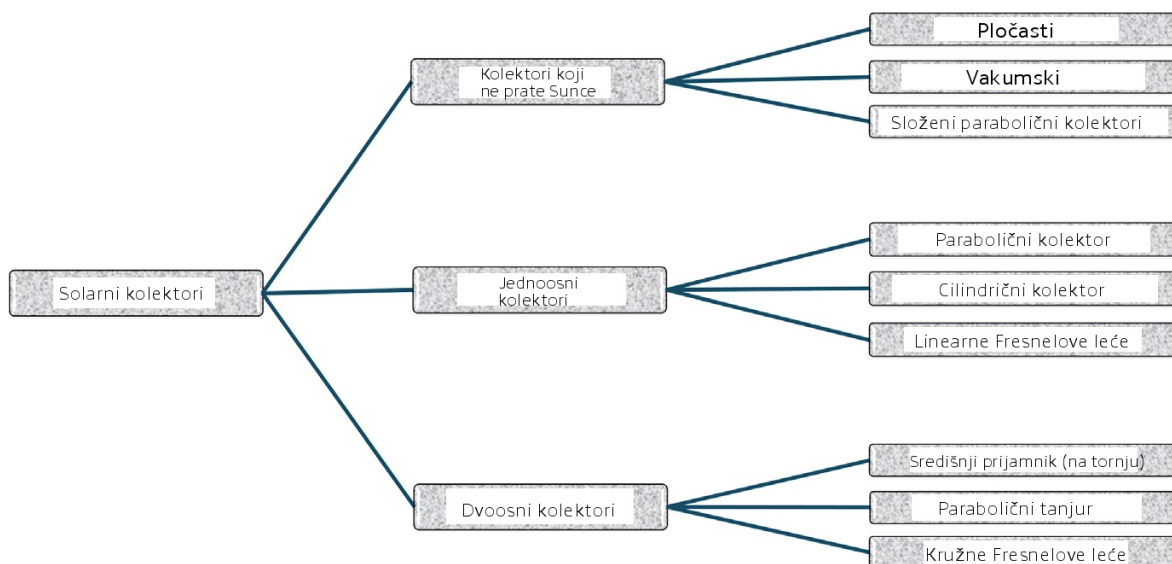 Solarni kolektori
Kolektori koji
ne prate Sunce
Pločasti
Vakumski
Složeni parabolični kolektori
Jednoosni
kolektori
Parabolični kolektor
Cilindrični kolektor
Linearne Fresnelove leće
Dvoosni kolektori
Središnji prijamnik (na tornju)
Parabolični tanjur
Kružne Fresnelove leće